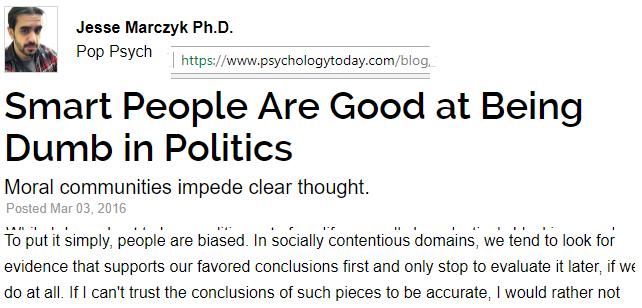 Jesse Marczyk Ph.D.
Pop Psych
https://www.psychologytoday.com/blog
Smart People Are Good at Being
Dumb in Politics
Moral communities impede clear thought.
Posted Mar 03, 2016
To put it simply, people are biased. In socially contentious domains, we tend to look for
evidence that supports our favored conclusions first and only stop to evaluate it later, if we
do at all. If I can't trust the conclusions of such pieces to be accurate, I would rather not